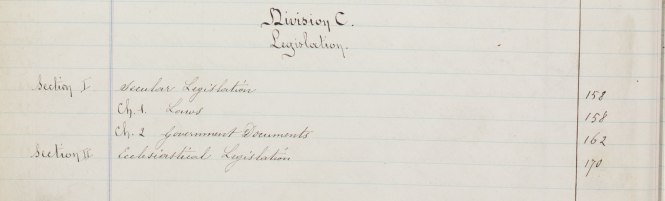 Division C.
Legislation.
Section I Secular Legislation 158
Ch. 1. Laws 158
Ch. 2 Government Documents 162
Section II Ecclesiastical Legislation 170